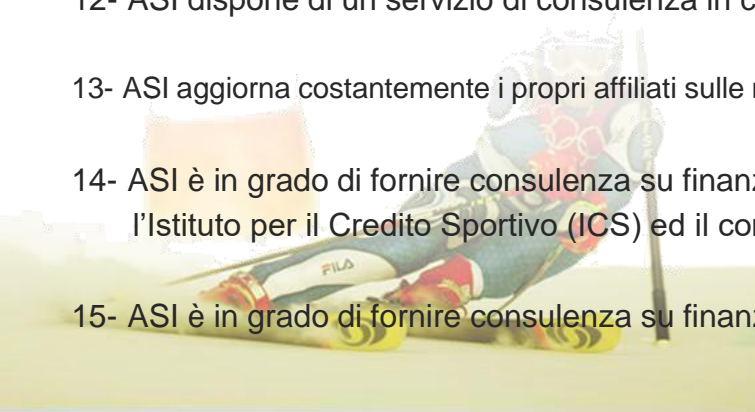 12- ASI dispone di un servizio di consulenza in c
13- ASI aggiorna costantemente i propri affiliati sulle
14- ASI è in grado di fornire consulenza su finan
l’Istituto per il Credito Sportivo (ICS) ed il co
FILA
15- ASI è in grado di fornire consulenza su finan